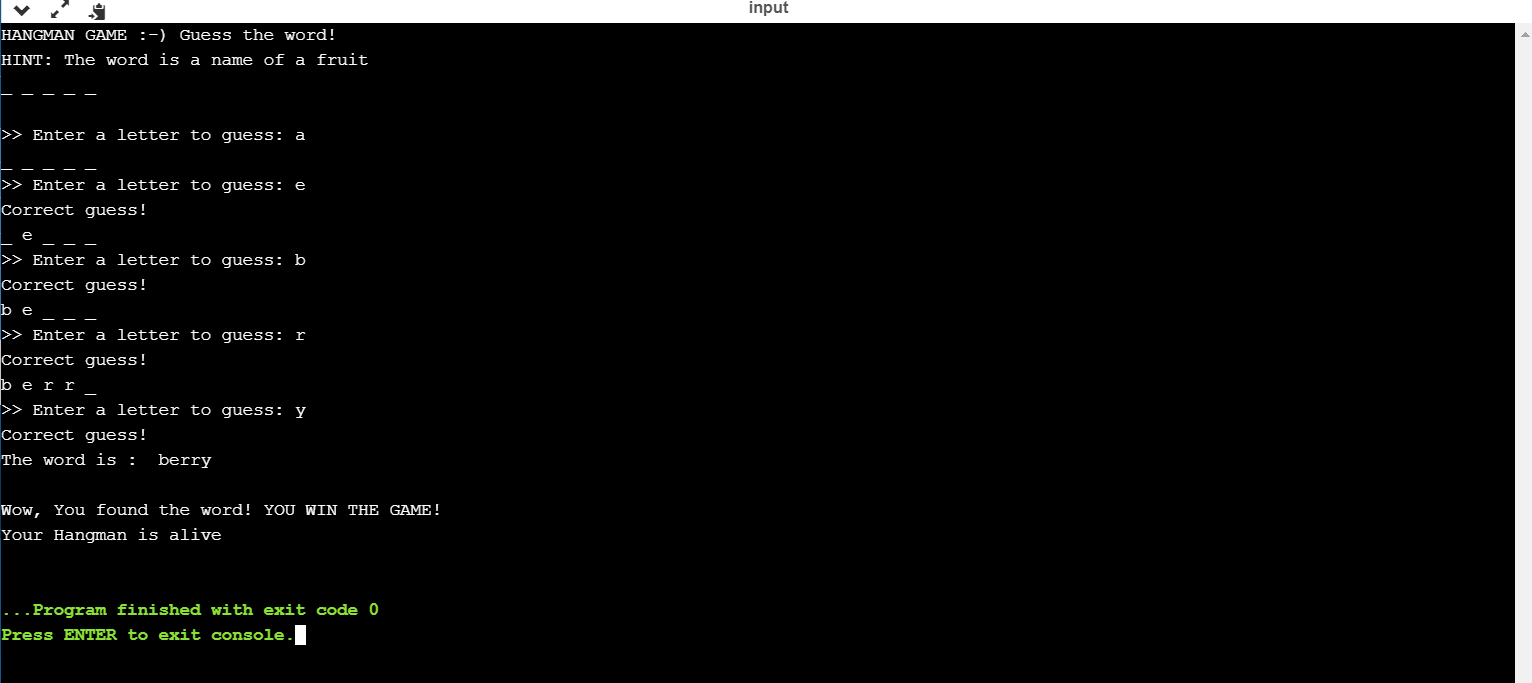 input
HANGMAN GAME :-) Guess the word!
HINT: The word is a name of a fruit
_ _ _ _ _
>> Enter a letter to guess: a
_ _ _ _ _
>> Enter a letter to guess: e
Correct guess!
_ e _ _ _
>> Enter a letter to guess: b
Correct guess!
b e _ _ _
>> Enter a letter to guess: r
Correct guess!
b e r r _
>> Enter a letter to guess: y
Correct guess!
The word is :  berry
Wow, You found the word! YOU WIN THE GAME!
Your Hangman is alive
...Program finished with exit code 0
Press ENTER to exit console.